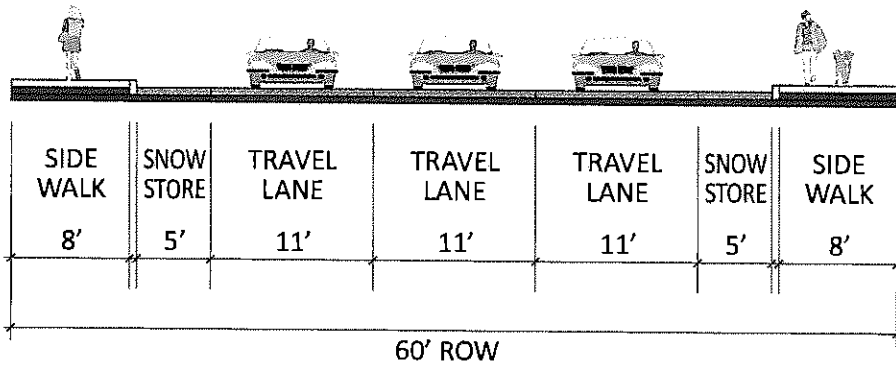 SIDE WALK
8'
SNOW STORE
5'
TRAVEL LANE
11'
TRAVEL LANE
11'
TRAVEL LANE
11'
SNOW STORE
5'
SIDE WALK
8'
60' ROW